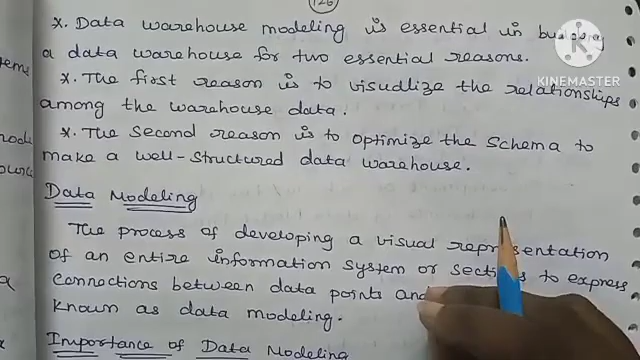 126
x. Data warehouse modeling is essential in building
a data warehouse for two essential reasons.
KINEMASTER
x. The first reason is to visualize the relationships
among the warehouse data.
x. The second reason is to optimize the schema to
make a well-structured data warehouse.
Data Modeling
The process of developing a visual representation
of an entire information system or sections to express
connections between data points and
known as data modeling.
Importance of Data Modeling